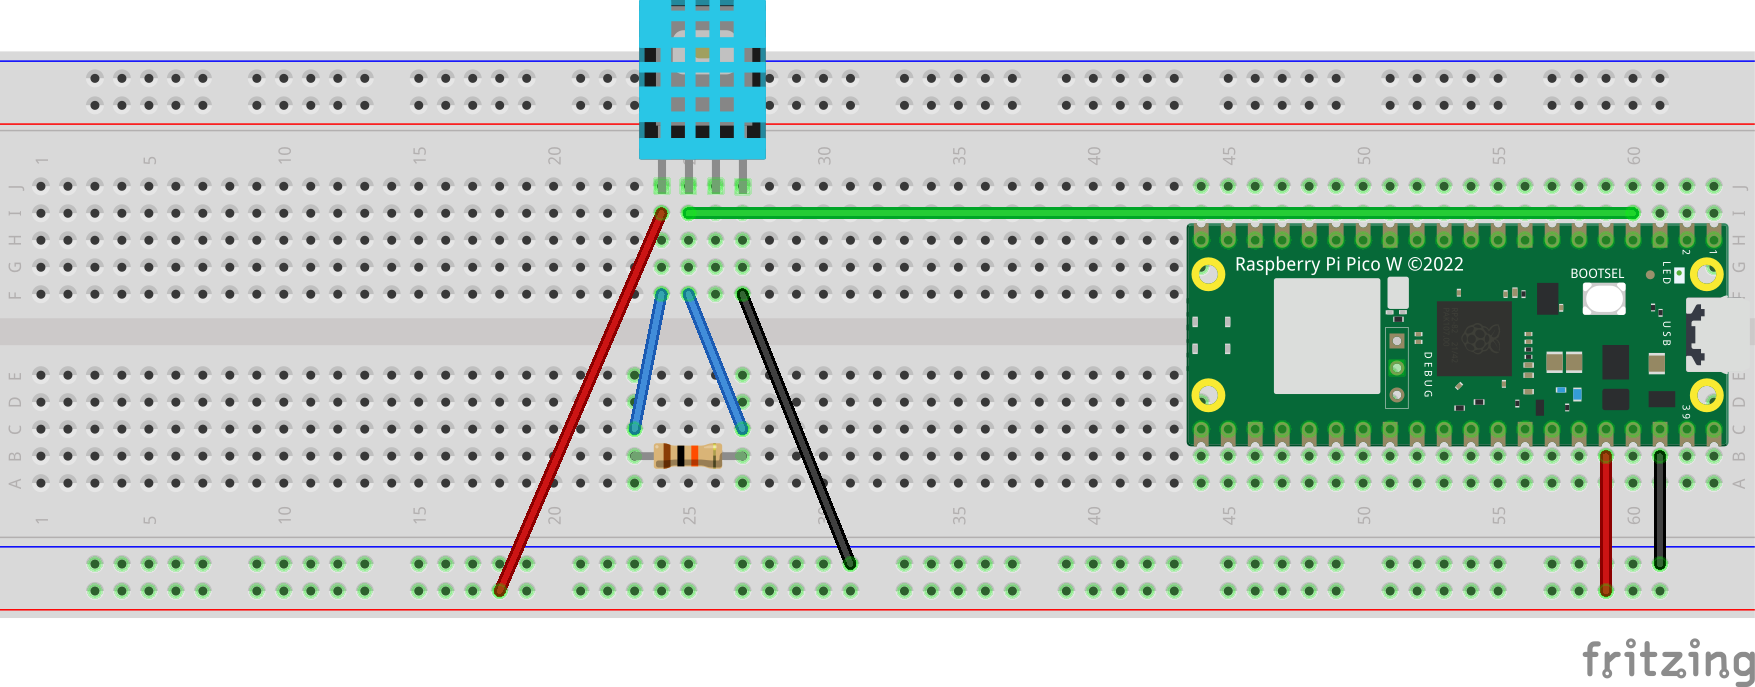 1 5 10 15 20 30 35 40 45 50 55 60
J J
I I
H H
G G
F F
Raspberry Pi Pico W ©2022
BOOTSEL
LED
2
1
USB
DEBUG
39
E E
D D
C C
B B
A A
1 5 10 15 20 25 35 40 45 50 55 60
fritzing